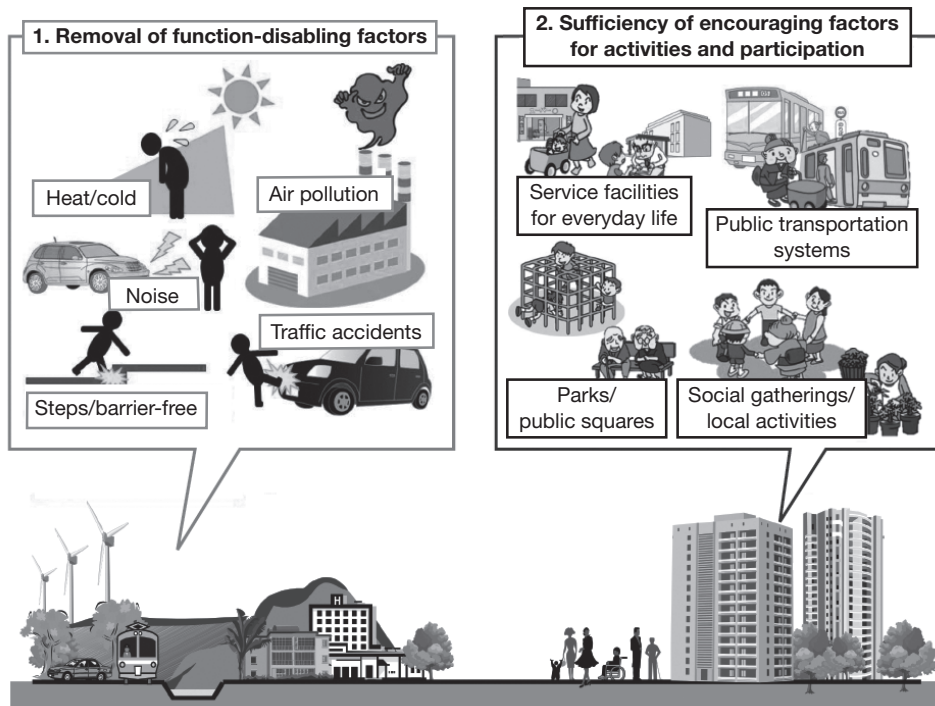 1. Removal of function-disabling factors
Heat/cold
Air pollution
Noise
Traffic accidents
Steps/barrier-free
2. Sufficiency of encouraging factors
for activities and participation
Service facilities
for everyday life
Public transportation
systems
Parks/
public squares
Social gatherings/
local activities
H